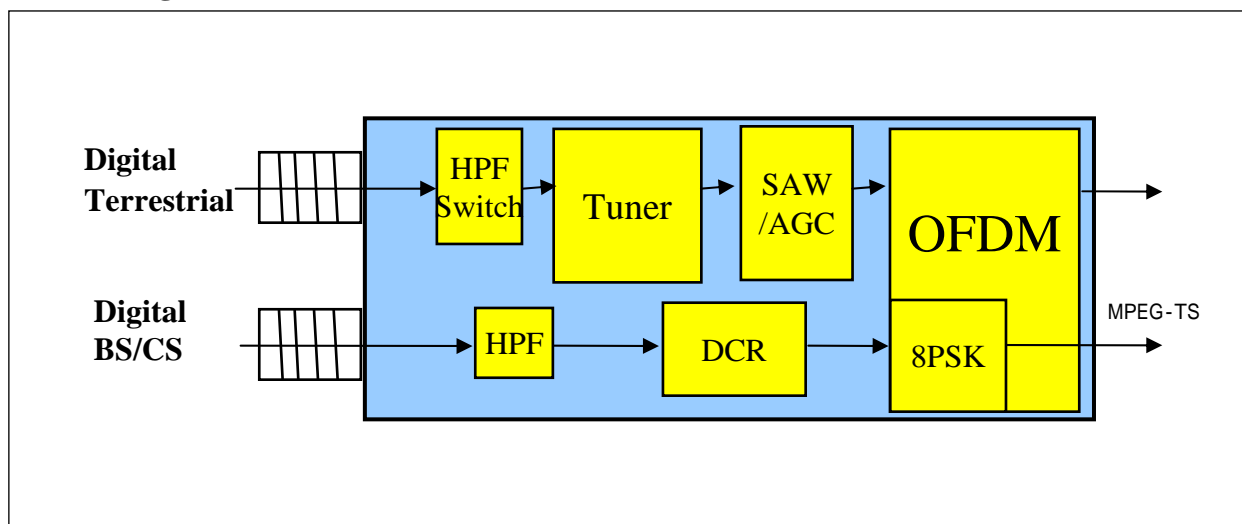 Digital
Terrestrial
HPF
Switch
Tuner
SAW
/AGC
OFDM
Digital
BS/CS
HPF
DCR
8PSK
MPEG-TS